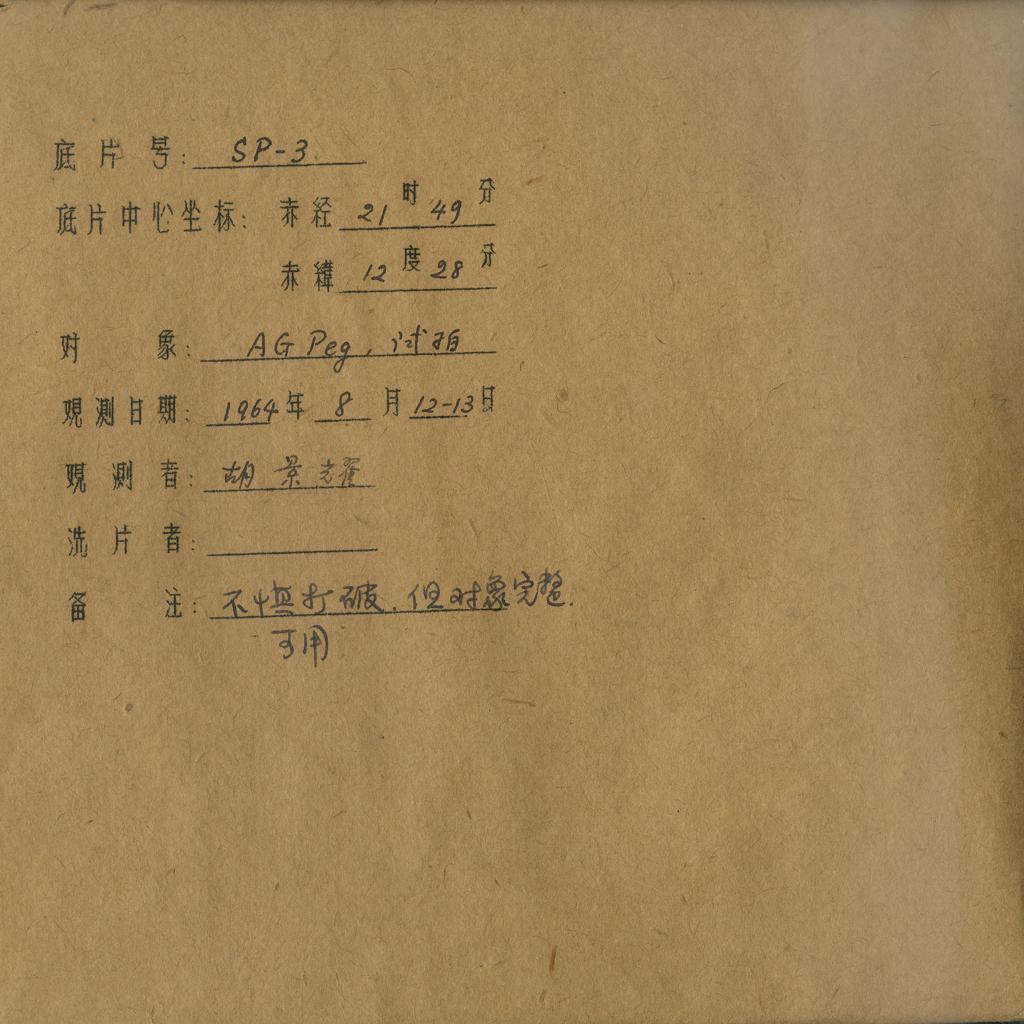 底片号: SP-3
底片中心坐标: 赤经 21 时 49 分
赤緯 12 度 28 分
对象: AG Peg, 试拍
观测日期: 1964 年 8 月 12-13 日
观测者: 胡景耀
洗片者:
备注: 不慎打破, 但对象完整.
可用